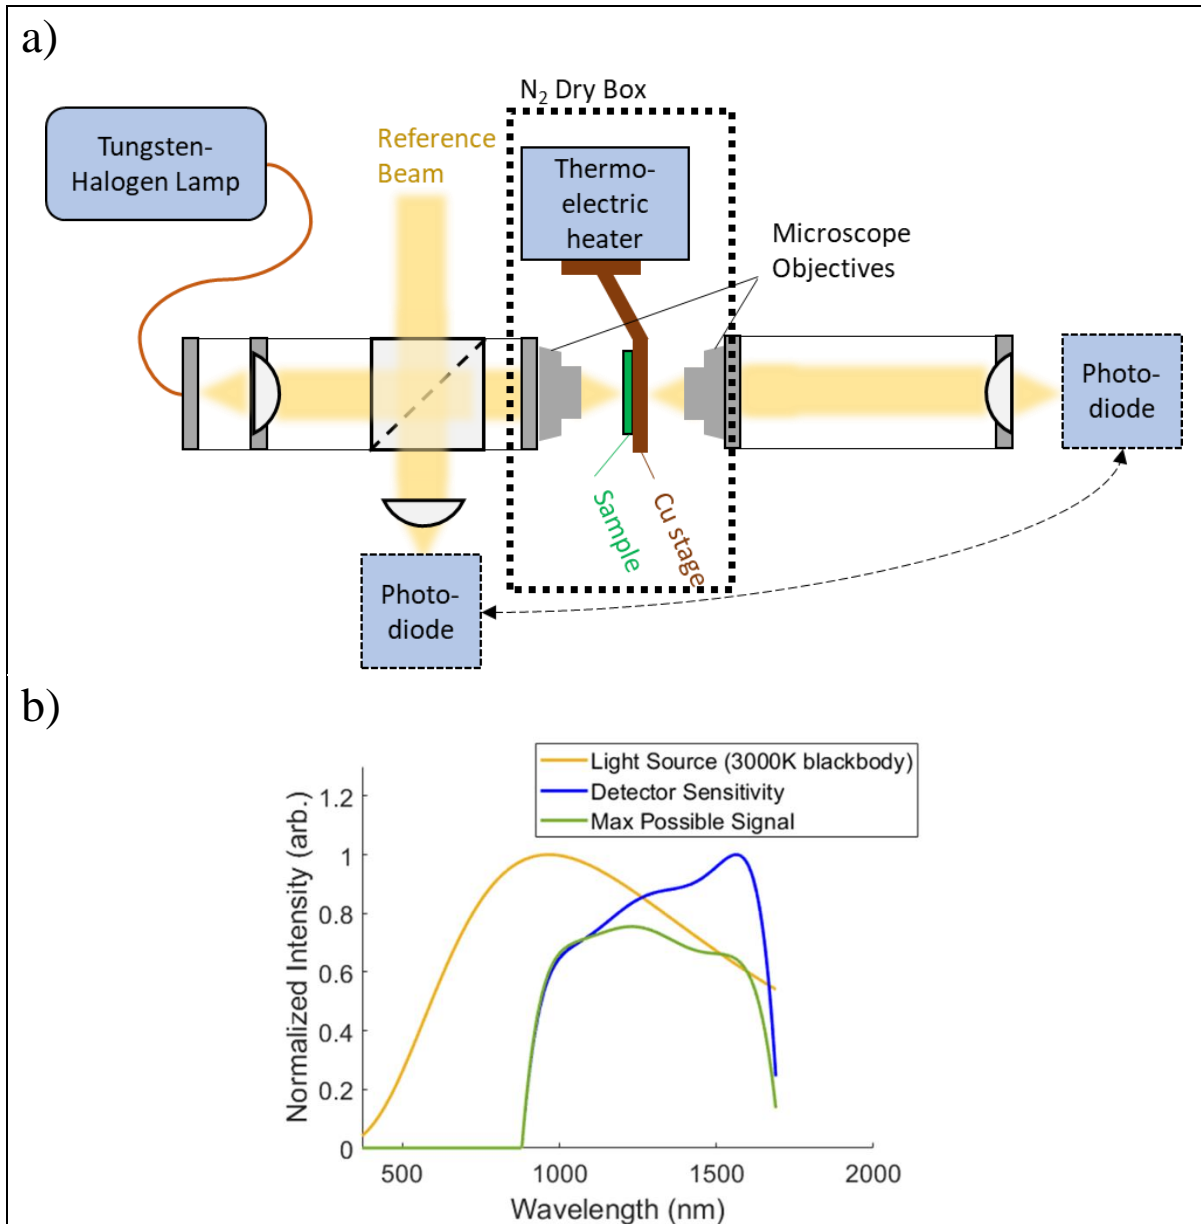 a)
N₂ Dry Box
Tungsten-
Halogen Lamp
Reference
Beam
Thermo-
electric
heater
Microscope
Objectives
Photo-
diode
Sample
Cu stage
Photo-
diode
b)
Light Source (3000K blackbody)
Detector Sensitivity
Max Possible Signal
Normalized Intensity (arb.)
1.2
1
0.8
0.6
0.4
0.2
0
500
1000
1500
2000
Wavelength (nm)